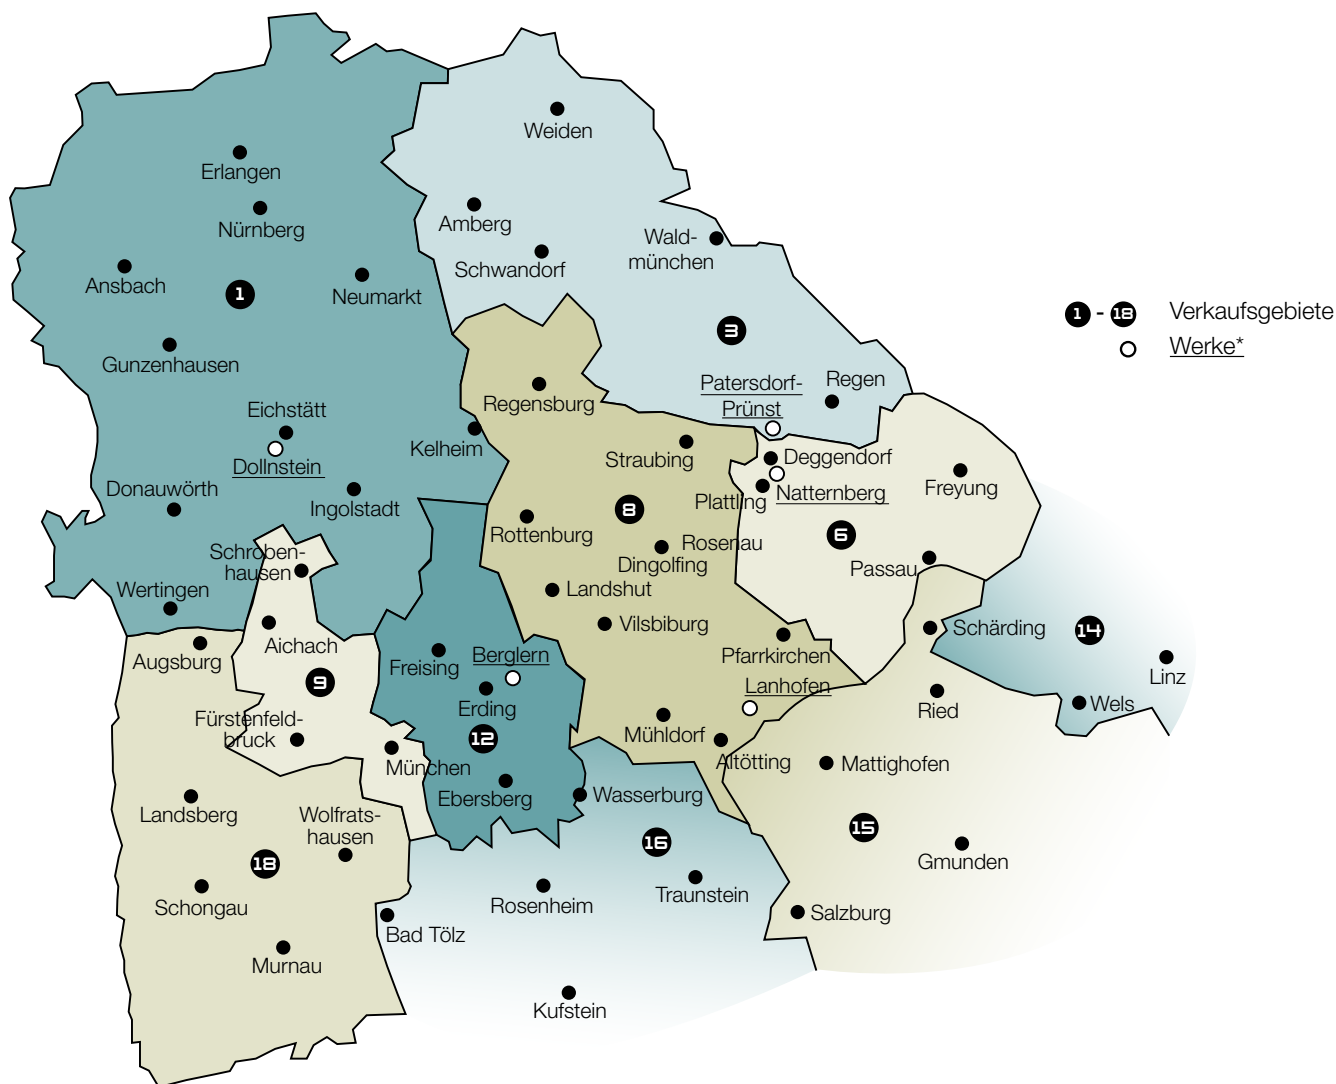 Weiden
Erlangen
Nürnberg
Amberg
Wald-
münchen
Schwandorf
Ansbach
1
Neumarkt
1 - 18 Verkaufsgebiete
Werke*
3
Gunzenhausen
Patersdorf-
Prünst
Regen
Regensburg
Eichstätt
Kelheim
Dollnstein
Straubing
Deggendorf
Natternberg
Plattling
Freyung
Donauwörth
Ingolstadt
8
Rottenburg
6
Rosenau
Dingolfing
Passau
Schroben-
hausen
Wertingen
Landshut
Vilsbiburg
Schärding
14
Linz
Aichach
Augsburg
Freising
Berglern
Pfarrkirchen
9
Erding
Lanhofen
Ried
Wels
Fürstenfeld-
bruck
12
Mühldorf
Altötting
Mattighofen
München
Ebersberg
Wasserburg
Landsberg
Wolfrats-
hausen
16
15
18
Gmunden
Schongau
Rosenheim
Traunstein
Salzburg
Bad Tölz
Murnau
Kufstein